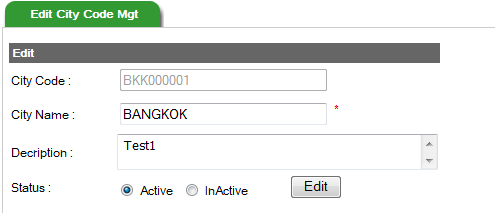 Edit City Code Mgt
Edit
City Code : BKK000001
City Name : BANGKOK *
Decription : Test1
Status : Active InActive Edit